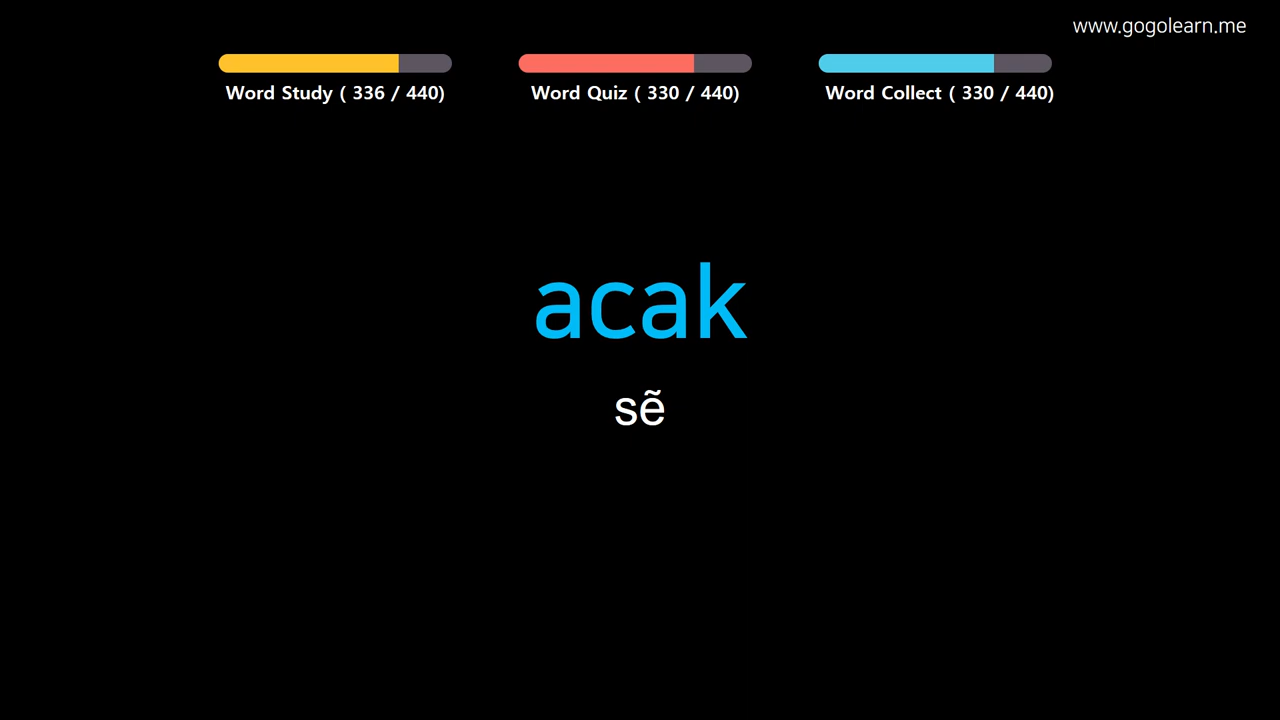 www.gogolearn.me
Word Study ( 336 / 440)
Word Quiz ( 330 / 440)
Word Collect ( 330 / 440)
acak
sẽ